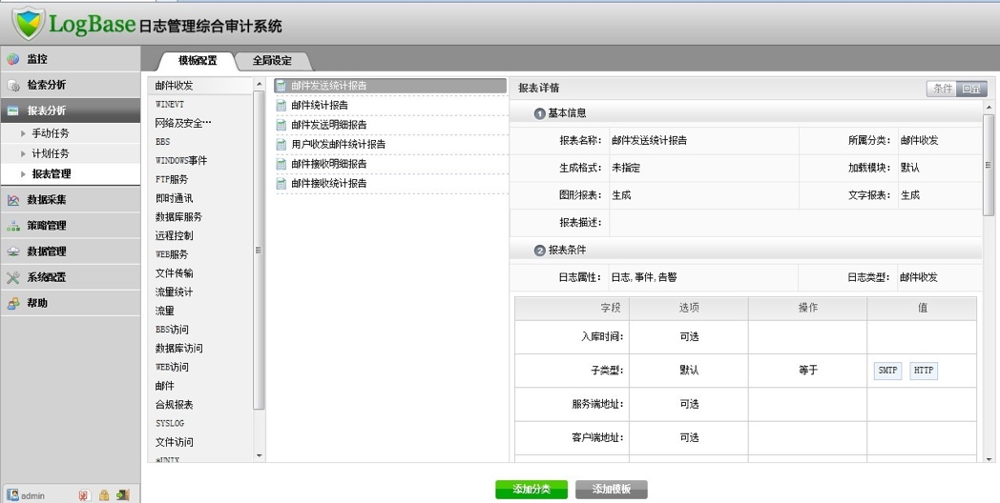 LogBase 日志管理综合审计系统
监控
检索分析
报表分析
手动任务
计划任务
报表管理
数据采集
策略管理
数据管理
系统配置
帮助
admin
模板配置
全局设定
邮件收发
WINEVT
网络及安全…
BBS
WINDOWS事件
FTP服务
即时通讯
数据库服务
远程控制
WEB服务
文件传输
流量统计
流量
BBS访问
数据库访问
WEB访问
邮件
合规报表
SYSLOG
文件访问
*UNIX
邮件发送统计报告
邮件统计报告
邮件发送明细报告
用户收发邮件统计报告
邮件接收明细报告
邮件接收统计报告
报表详情
条件 回显
1 基本信息
报表名称: 邮件发送统计报告 所属分类: 邮件收发
生成格式: 未指定 加载模块: 默认
图形报表: 生成 文字报表: 生成
报表描述:
2 报表条件
日志属性: 日志,事件,告警 日志类型: 邮件收发
字段 选项 操作 值
入库时间: 可选
子类型: 默认 等于 SMTP HTTP
服务端地址: 可选
客户端地址: 可选
添加分类 添加模板